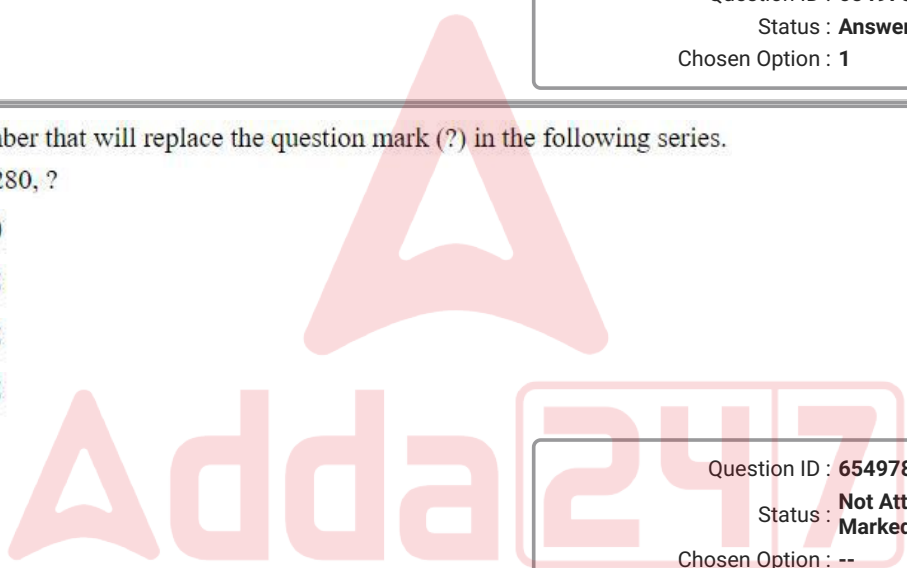 Status : Answer
Chosen Option : 1
ber that will replace the question mark (?) in the following series.
280, ?
Adda247
Question ID : 654978
Status : Not Att
Marked
Chosen Option : --